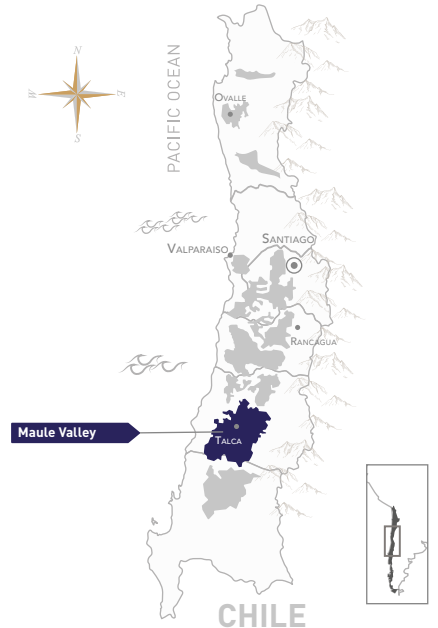 N
W
E
S
PACIFIC OCEAN
OVALLE
VALPARAISO
SANTIAGO
RANCAGUA
Maule Valley
TALCA
CHILE